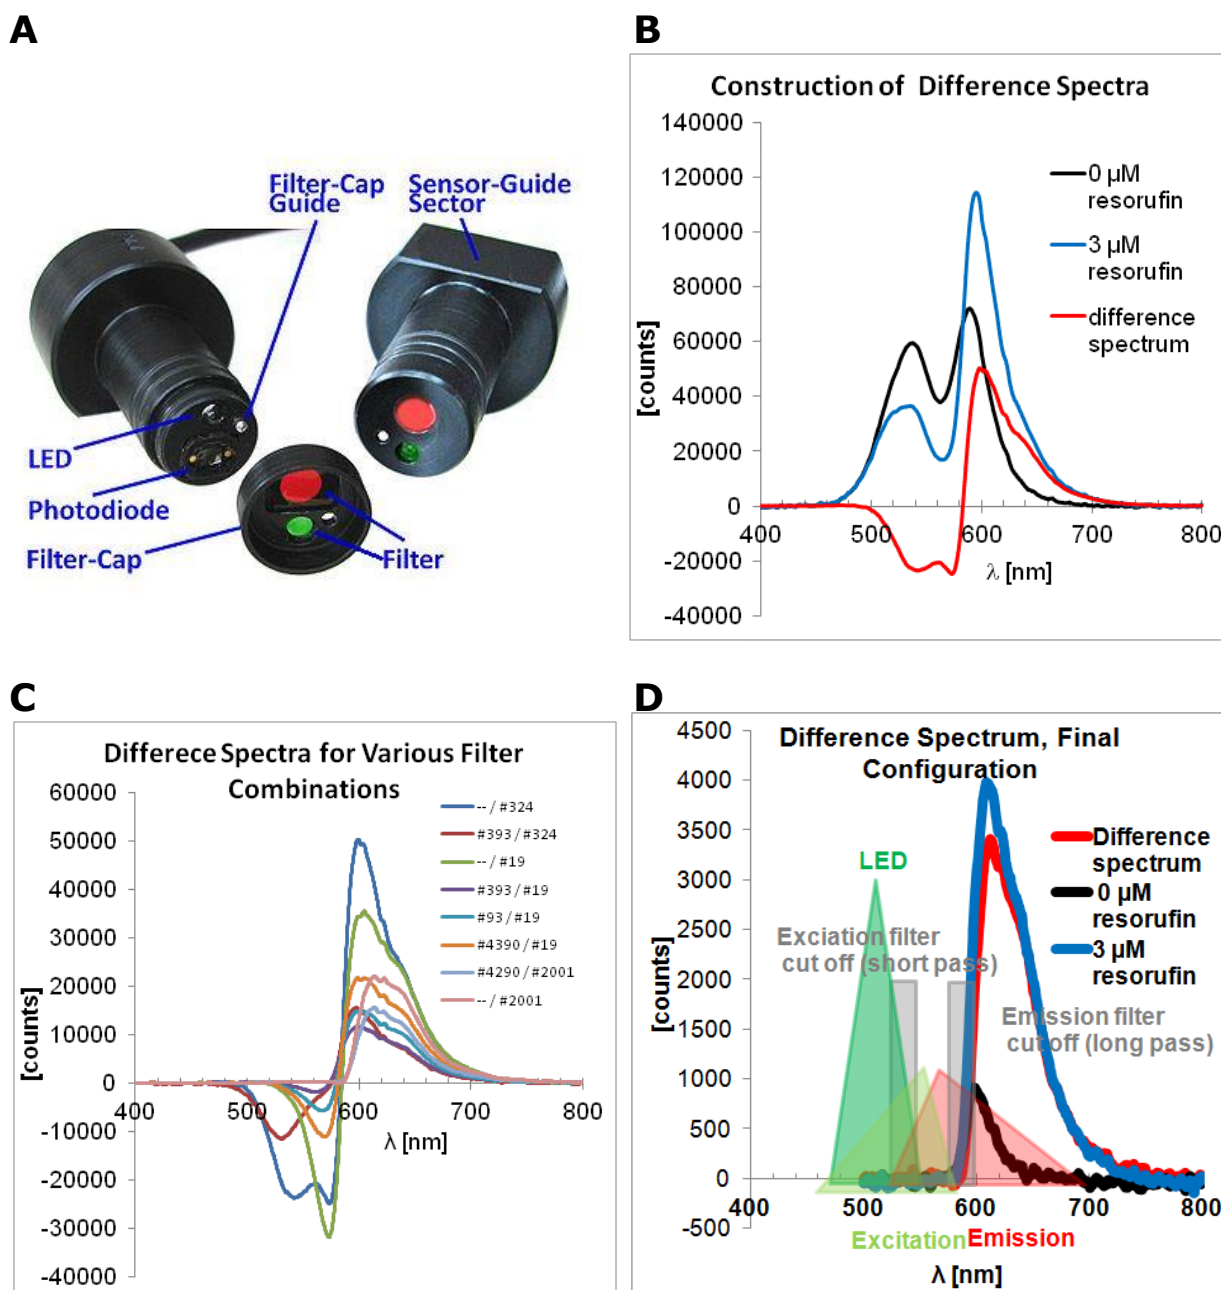 A
Filter-Cap
Guide
Sensor-Guide
Sector
LED
Photodiode
Filter-Cap
Filter
B
Construction of Difference Spectra
140000
120000
100000
80000
60000
40000
20000
0
-20000
-40000
[counts]
400
500
600
700
800
λ [nm]
0 µM
resorufin
3 µM
resorufin
difference
spectrum
C
Differece Spectra for Various Filter
Combinations
60000
50000
40000
30000
20000
10000
0
-10000
-20000
-30000
-40000
[counts]
400
500
600
700
800
λ [nm]
-- / #324
#393 / #324
-- / #19
#393 / #19
#93 / #19
#4390 / #19
#4290 / #2001
-- / #2001
D
Difference Spectrum, Final
Configuration
4500
4000
3500
3000
2500
2000
1500
1000
500
0
-500
[counts]
400
500
600
700
800
λ [nm]
Difference
spectrum
0 µM
resorufin
3 µM
resorufin
LED
Exciation filter
cut off (short pass)
Emission filter
cut off (long pass)
Excitation
Emission